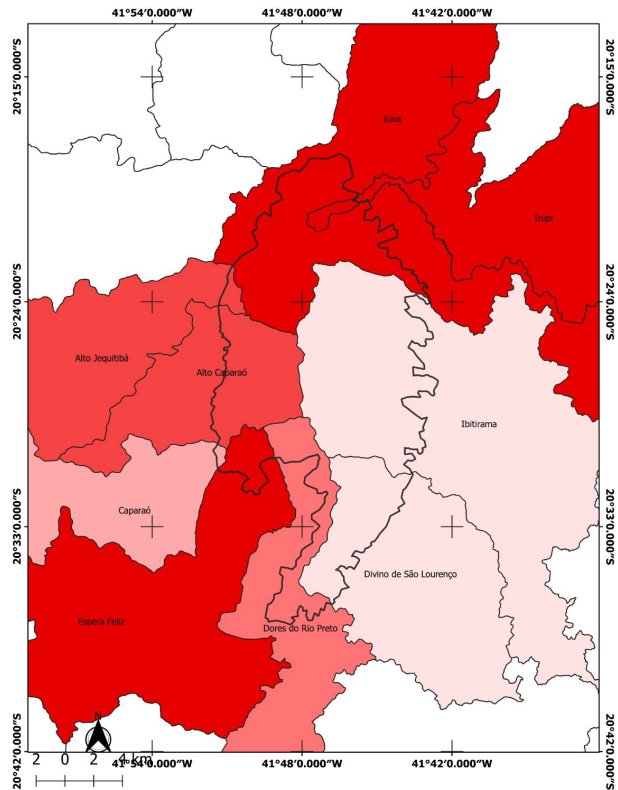 41°54'0.000"W 41°48'0.000"W 41°42'0.000"W
20°15'0.000"S 20°15'0.000"S
Iúna
Irupi
20°24'0.000"S 20°24'0.000"S
Alto Jequitibá
Alto Caparaó
Ibitirama
Caparaó
20°33'0.000"S 20°33'0.000"S
Divino de São Lourenço
Espera Feliz
Dores do Rio Preto
N
20°42'0.000"S 20°42'0.000"S
2 0 2 4 km
41°54'0.000"W 41°48'0.000"W 41°42'0.000"W